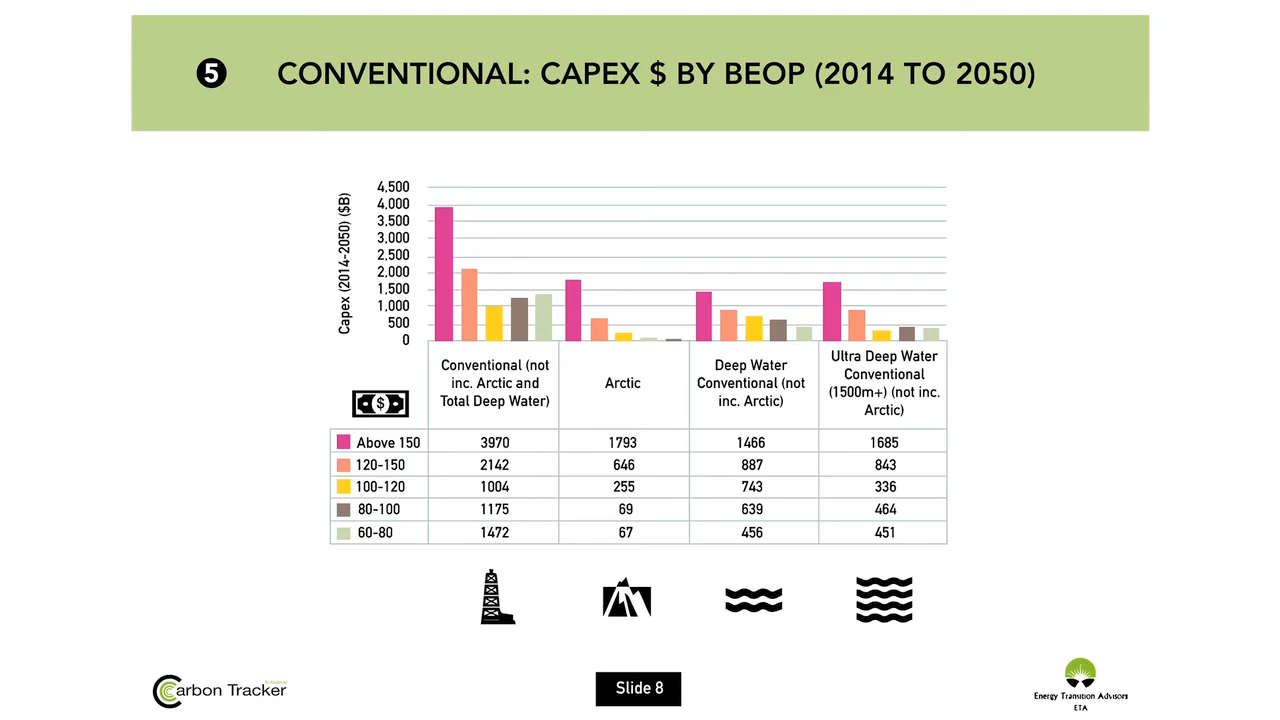 5 CONVENTIONAL: CAPEX $ BY BEOP (2014 TO 2050)
Capex (2014-2050) ($B)
4,500
4,000
3,500
3,000
2,500
2,000
1,500
1,000
500
0
Conventional (not
inc. Arctic and
Total Deep Water)
Arctic
Deep Water
Conventional (not
inc. Arctic)
Ultra Deep Water
Conventional
(1500m+) (not inc.
Arctic)
$
Above 150 3970 1793 1466 1685
120-150 2142 646 887 843
100-120 1004 255 743 336
80-100 1175 69 639 464
60-80 1472 67 456 451
Carbon Tracker
Initiative
Slide 8
Energy Transition Advisors
ETA